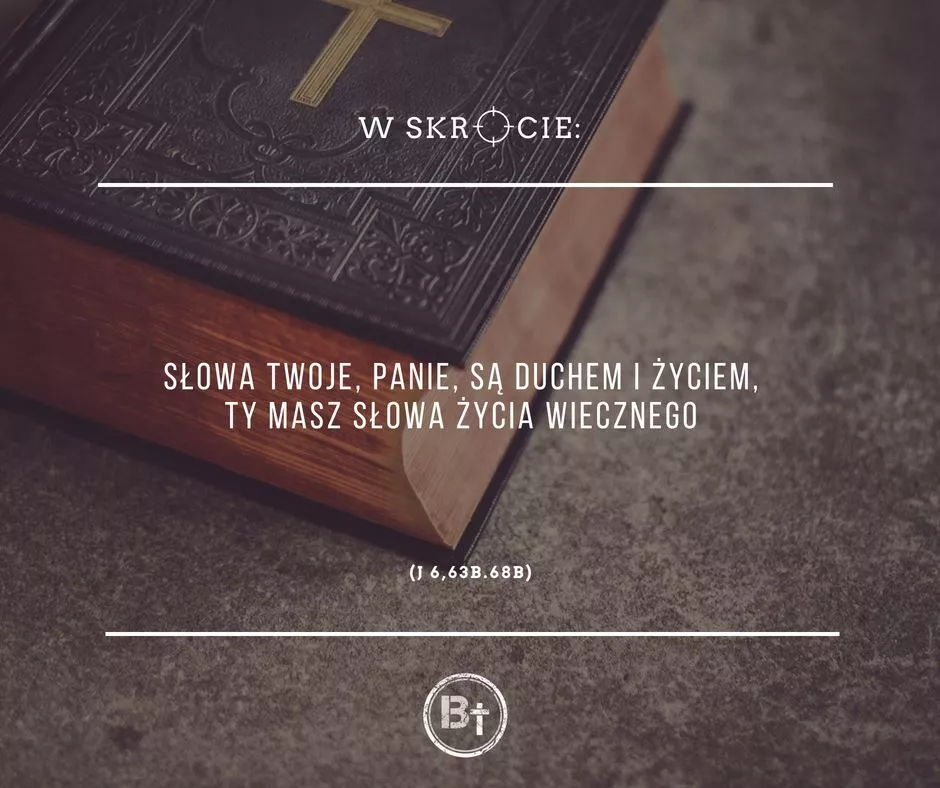 W SKRÓCIE:
SŁOWA TWOJE, PANIE, SĄ DUCHEM I ŻYCIEM,
TY MASZ SŁOWA ŻYCIA WIECZNEGO
(J 6,63B.68B)
B†